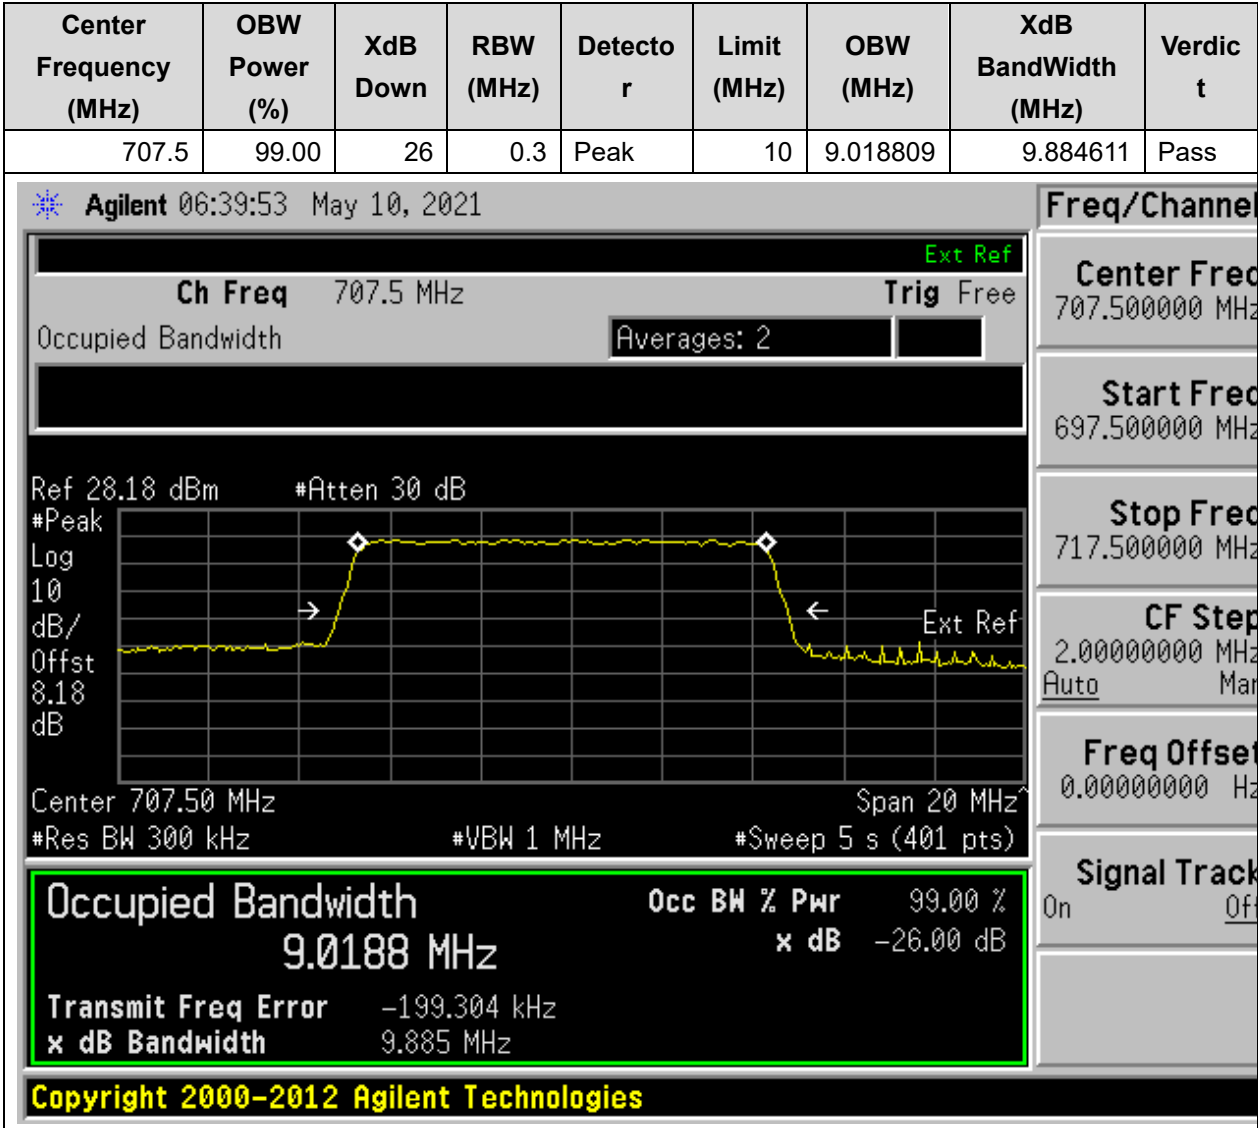 Center Frequency (MHz) OBW Power (%) XdB Down RBW (MHz) Detector Limit (MHz) OBW (MHz) XdB BandWidth (MHz) Verdict
707.5 99.00 26 0.3 Peak 10 9.018809 9.884611 Pass
Agilent 06:39:53 May 10, 2021
Freq/Channel
Ext Ref
Ch Freq 707.5 MHz Trig Free
Occupied Bandwidth Averages: 2
Center Freq
707.500000 MHz
Start Freq
697.500000 MHz
Stop Freq
717.500000 MHz
CF Step
2.00000000 MHz
Auto Man
Freq Offset
0.00000000 Hz
Signal Track
On Off
Ref 28.18 dBm #Atten 30 dB
#Peak
Log
10
dB/
Offst
8.18
dB
Ext Ref
Center 707.50 MHz Span 20 MHz^
#Res BW 300 kHz #VBW 1 MHz #Sweep 5 s (401 pts)
Occupied Bandwidth Occ BW % Pwr 99.00 %
9.0188 MHz x dB -26.00 dB
Transmit Freq Error -199.304 kHz
x dB Bandwidth 9.885 MHz
Copyright 2000-2012 Agilent Technologies